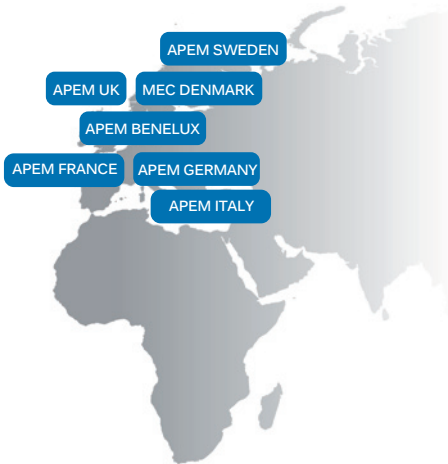 APEM SWEDEN
APEM UK
MEC DENMARK
APEM BENELUX
APEM FRANCE
APEM GERMANY
APEM ITALY